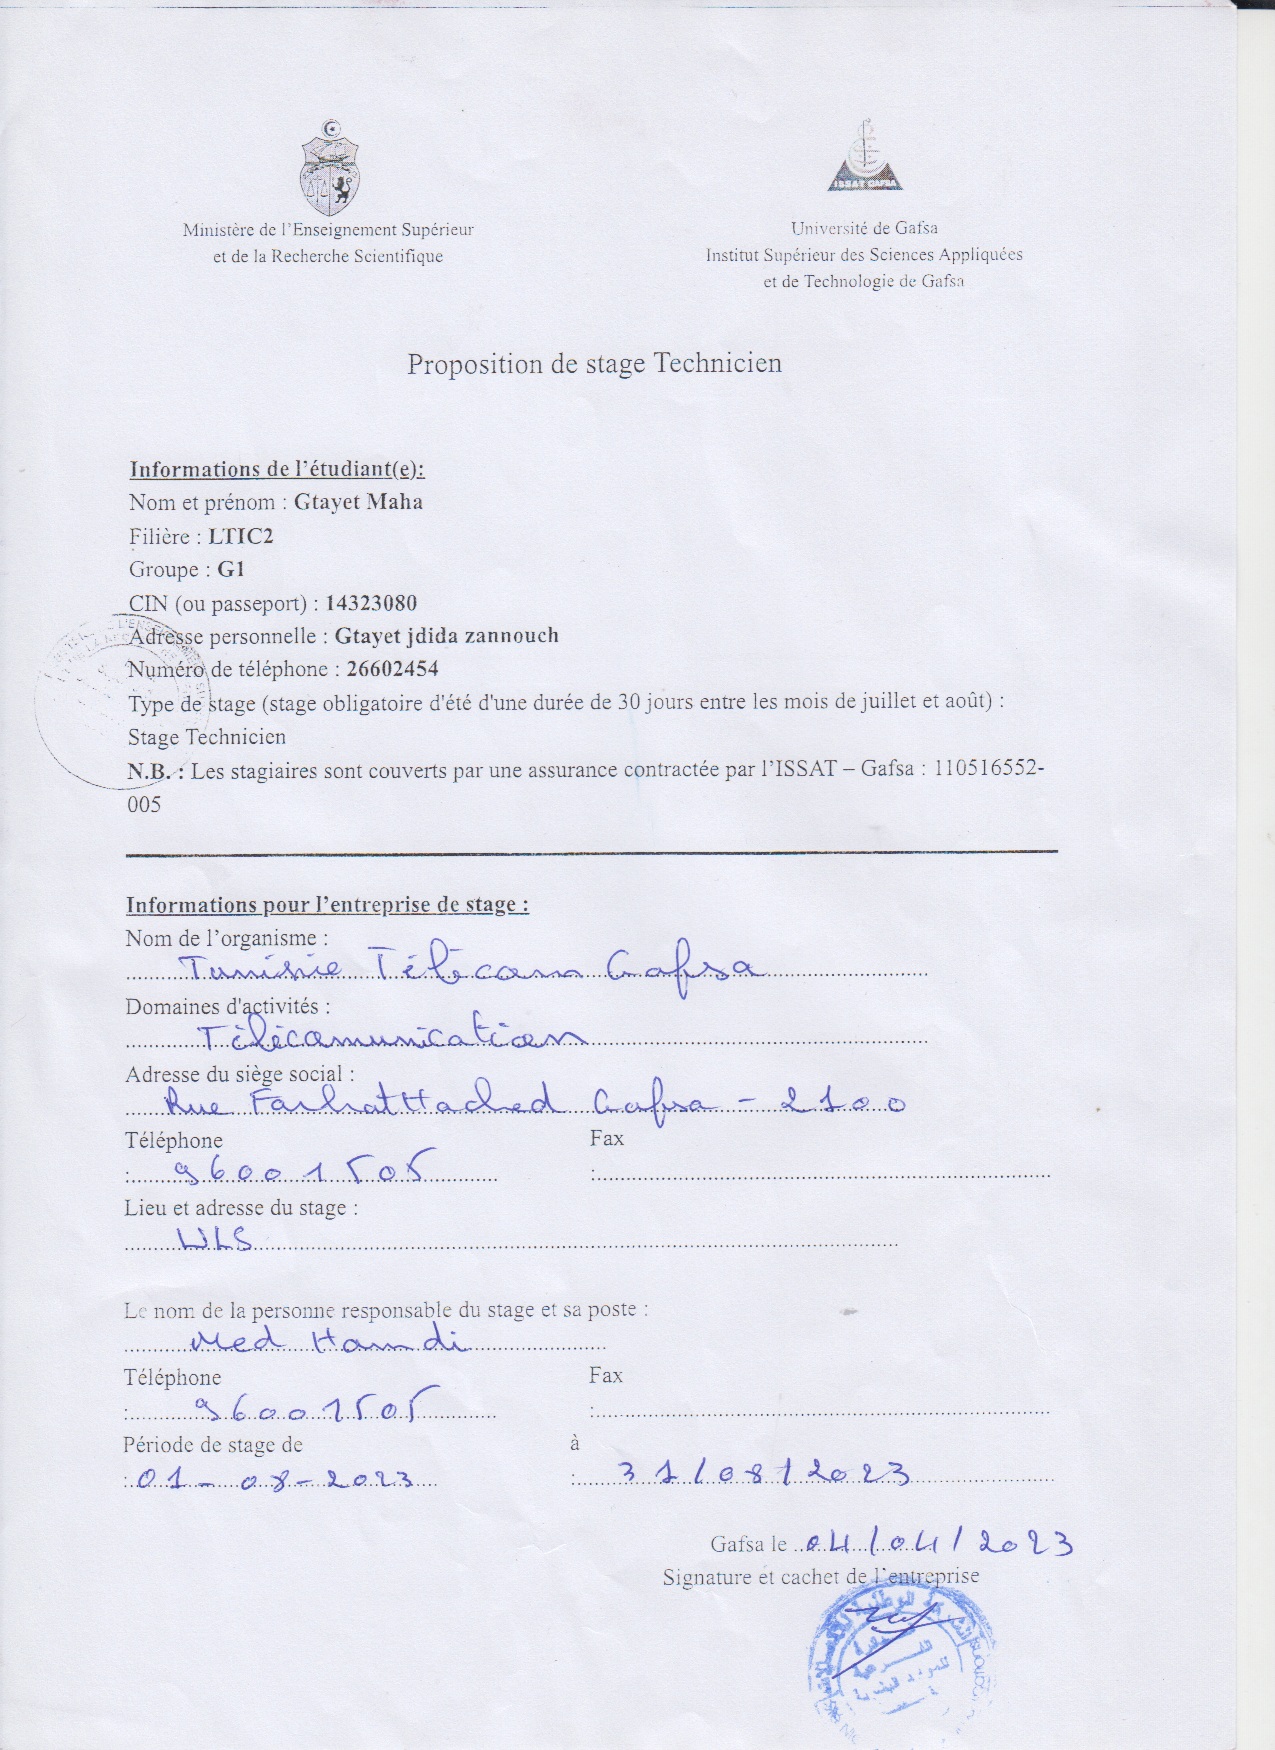 ISSAT GAFSA
Ministère de l'Enseignement Supérieur
et de la Recherche Scientifique
Université de Gafsa
Institut Supérieur des Sciences Appliquées
et de Technologie de Gafsa
Proposition de stage Technicien
Informations de l'étudiant(e):
Nom et prénom : Gtayet Maha
Filière : LTIC2
Groupe : G1
CIN (ou passeport) : 14323080
Adresse personnelle : Gtayet jdida zannouch
Numéro de téléphone : 26602454
Type de stage (stage obligatoire d'été d'une durée de 30 jours entre les mois de juillet et août) :
Stage Technicien
N.B. : Les stagiaires sont couverts par une assurance contractée par l'ISSAT – Gafsa : 110516552-
005
Informations pour l'entreprise de stage :
Nom de l'organisme :
Tunisie Télécom Gafsa
Domaines d'activités :
Télécomunication
Adresse du siège social :
Rue Farhat Hached Gafsa - 2100
Téléphone Fax
: 96001505 :
Lieu et adresse du stage :
ULS
Le nom de la personne responsable du stage et sa poste :
Med Hamdi
Téléphone Fax
: 96001505 :
Période de stage de à
: 01-08-2023 : 31/08/2023
Gafsa le 04/04/2023
Signature et cachet de l'entreprise